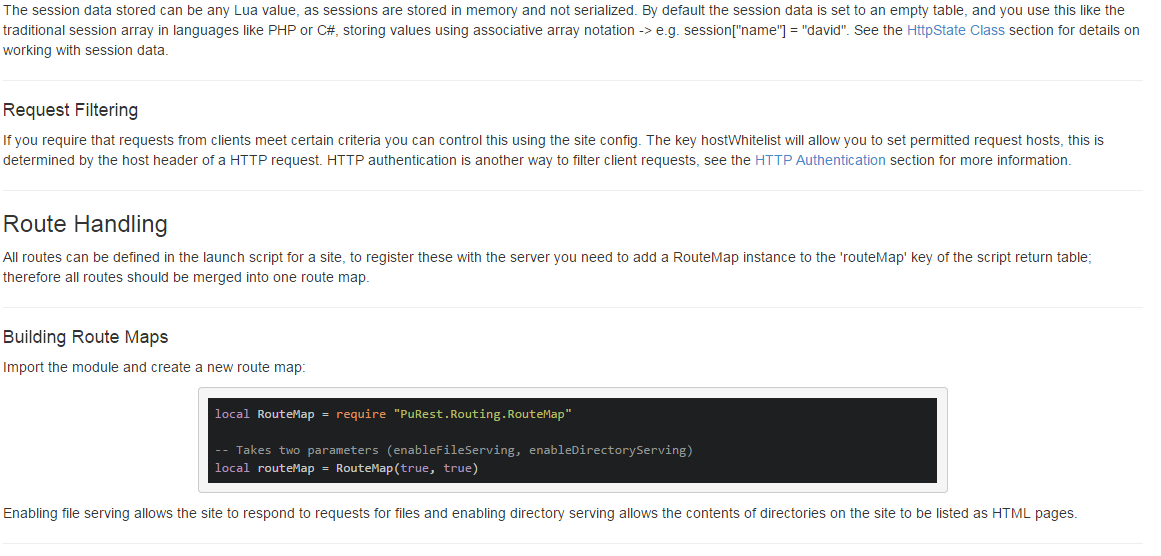 The session data stored can be any Lua value, as sessions are stored in memory and not serialized. By default the session data is set to an empty table, and you use this like the
traditional session array in languages like PHP or C#, storing values using associative array notation -> e.g. session["name"] = "david". See the HttpState Class section for details on
working with session data.
Request Filtering
If you require that requests from clients meet certain criteria you can control this using the site config. The key hostWhitelist will allow you to set permitted request hosts, this is
determined by the host header of a HTTP request. HTTP authentication is another way to filter client requests, see the HTTP Authentication section for more information.
Route Handling
All routes can be defined in the launch script for a site, to register these with the server you need to add a RouteMap instance to the 'routeMap' key of the script return table;
therefore all routes should be merged into one route map.
Building Route Maps
Import the module and create a new route map:
local RouteMap = require "PuRest.Routing.RouteMap"
-- Takes two parameters (enableFileServing, enableDirectoryServing)
local routeMap = RouteMap(true, true)
Enabling file serving allows the site to respond to requests for files and enabling directory serving allows the contents of directories on the site to be listed as HTML pages.